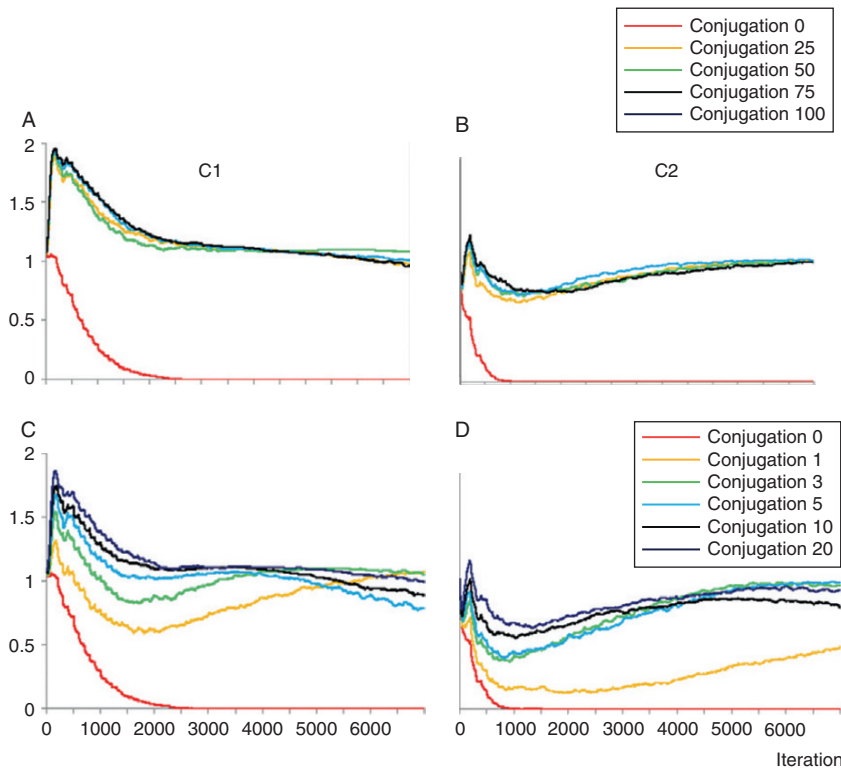 Conjugation 0
Conjugation 25
Conjugation 50
Conjugation 75
Conjugation 100
A
B
C1
C2
2
1.5
1
0.5
0
C
D
Conjugation 0
Conjugation 1
Conjugation 3
Conjugation 5
Conjugation 10
Conjugation 20
2
1.5
1
0.5
0
0 1000 2000 3000 4000 5000 6000
0 1000 2000 3000 4000 5000 6000
Iteration